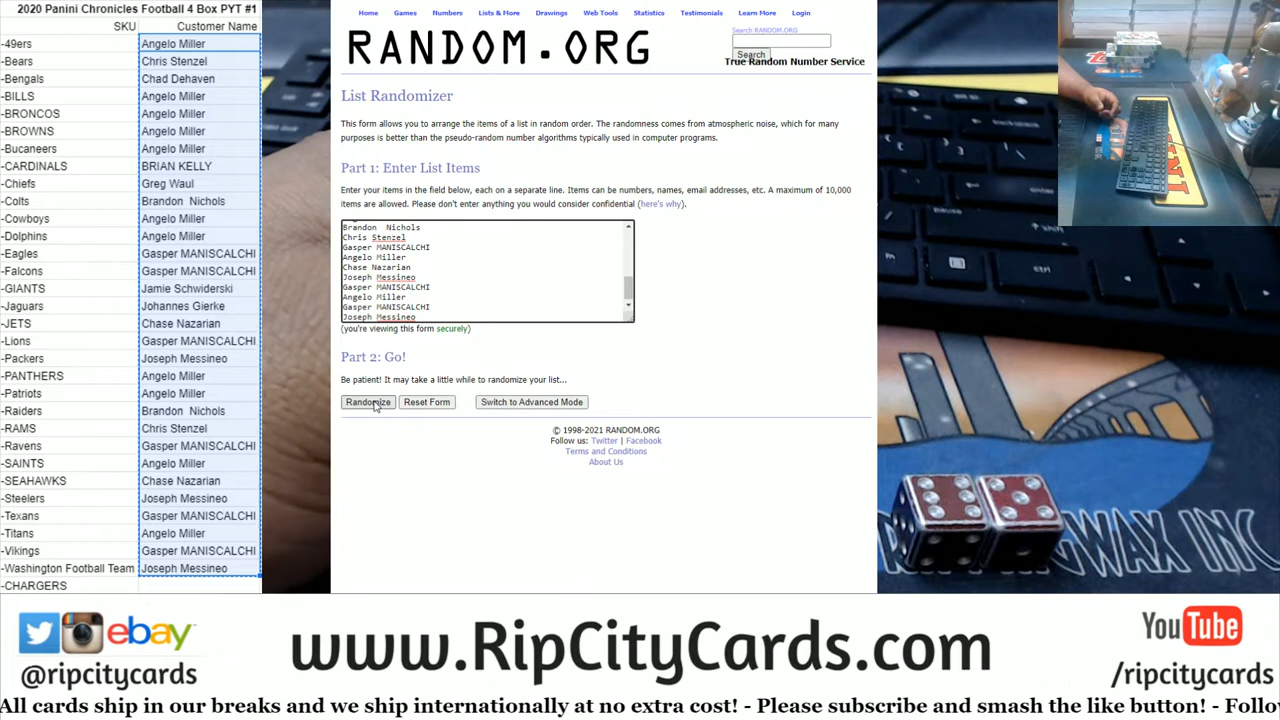 2020 Panini Chronicles Football 4 Box PYT #1
SKU Customer Name
-49ers Angelo Miller
-Bears Chris Stenzel
-Bengals Chad Dehaven
-BILLS Angelo Miller
-BRONCOS Angelo Miller
-BROWNS Angelo Miller
-Bucaneers Angelo Miller
-CARDINALS BRIAN KELLY
-Chiefs Greg Waul
-Colts Brandon Nichols
-Cowboys Angelo Miller
-Dolphins Angelo Miller
-Eagles Gasper MANISCALCHI
-Falcons Gasper MANISCALCHI
-GIANTS Jamie Schwiderski
-Jaguars Johannes Gierke
-JETS Chase Nazarian
-Lions Gasper MANISCALCHI
-Packers Joseph Messineo
-PANTHERS Angelo Miller
-Patriots Angelo Miller
-Raiders Brandon Nichols
-RAMS Chris Stenzel
-Ravens Gasper MANISCALCHI
-SAINTS Angelo Miller
-SEAHAWKS Chase Nazarian
-Steelers Joseph Messineo
-Texans Gasper MANISCALCHI
-Titans Angelo Miller
-Vikings Gasper MANISCALCHI
-Washington Football Team Joseph Messineo
-CHARGERS
Home Games Numbers Lists & More Drawings Web Tools Statistics Testimonials Learn More Login
RANDOM.ORG
Search RANDOM.ORG
Search
True Random Number Service
List Randomizer
This form allows you to arrange the items of a list in random order. The randomness comes from atmospheric noise, which for many
purposes is better than the pseudo-random number algorithms typically used in computer programs.
Part 1: Enter List Items
Enter your items in the field below, each on a separate line. Items can be numbers, names, email addresses, etc. A maximum of 10,000
items are allowed. Please don't enter anything you would consider confidential (here's why).
Brandon Nichols
Chris Stenzel
Gasper MANISCALCHI
Angelo Miller
Chase Nazarian
Joseph Messineo
Gasper MANISCALCHI
Angelo Miller
Gasper MANISCALCHI
Joseph Messineo
(you're viewing this form securely)
Part 2: Go!
Be patient! It may take a little while to randomize your list...
Randomize Reset Form Switch to Advanced Mode
© 1998-2021 RANDOM.ORG
Follow us: Twitter | Facebook
Terms and Conditions
About Us
Pause
ctrl
PINGWAX INC
ebay
@ripcitycards
www.RipCityCards.com
YouTube
/ripcitycards
All cards ship in our breaks and we ship internationally at no extra cost! - Please subscribe and smash the like button! - Follo